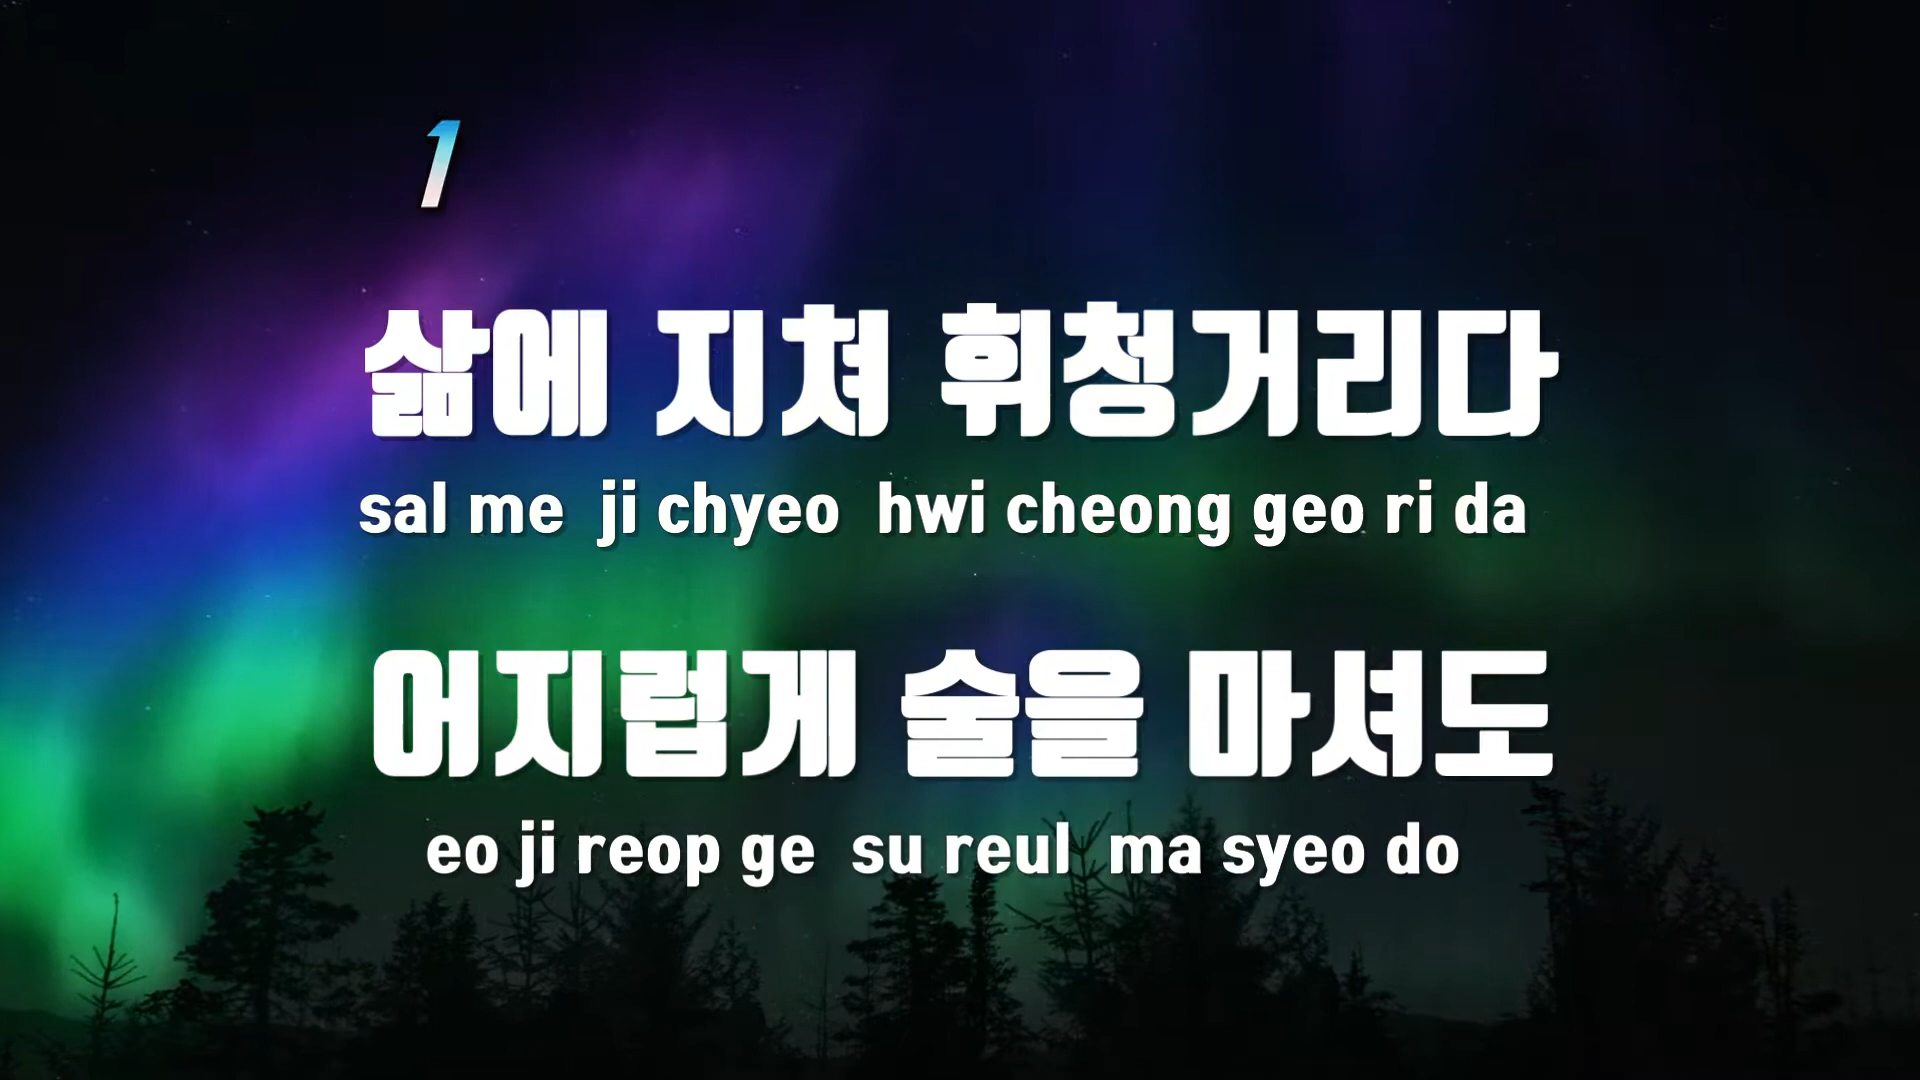 1
삶에 지쳐 휘청거리다
sal me ji chyeo hwi cheong geo ri da
어지럽게 술을 마셔도
eo ji reop ge su reul ma syeo do